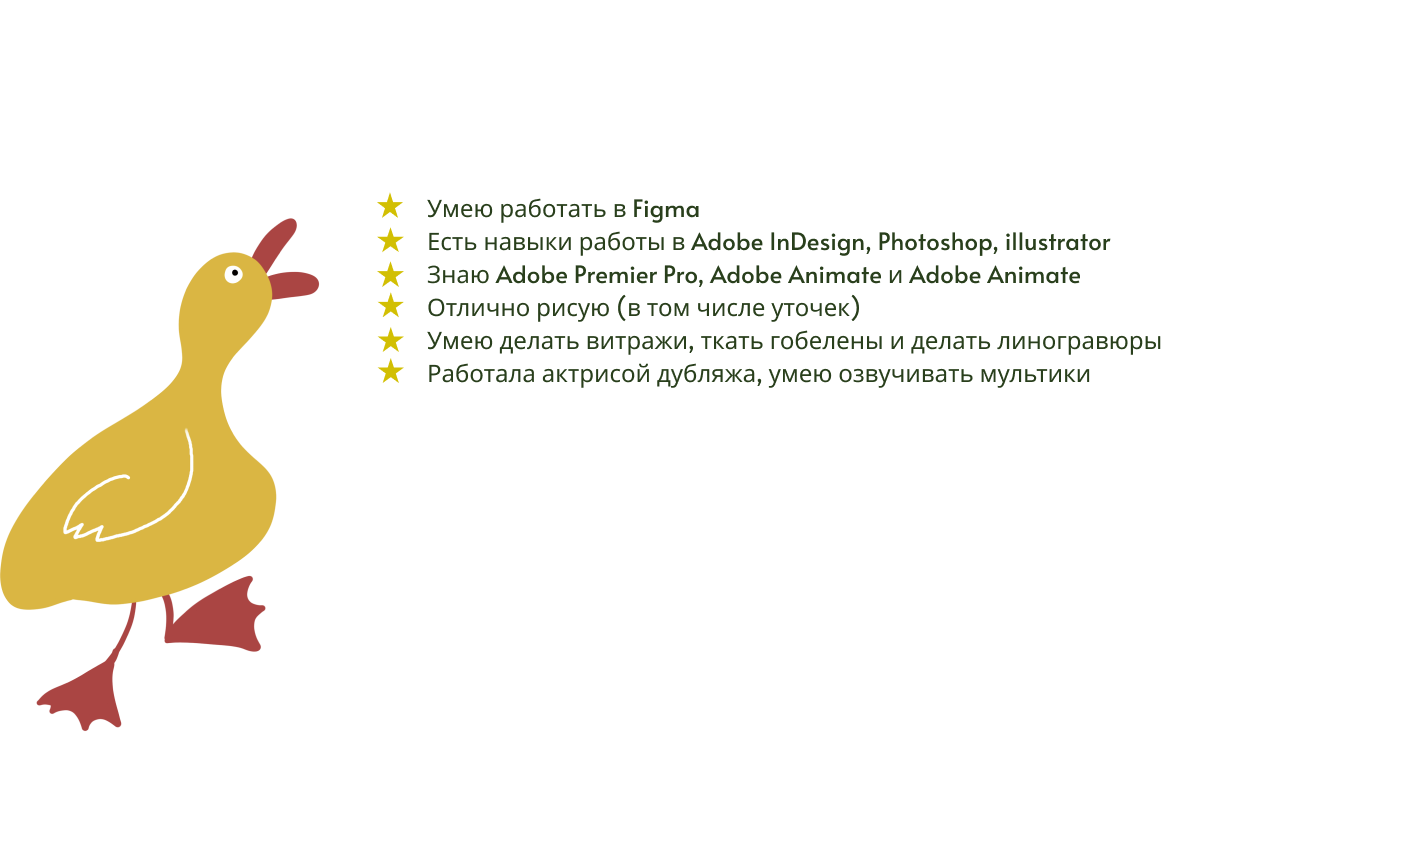 Умею работать в Figma
Есть навыки работы в Adobe InDesign, Photoshop, illustrator
Знаю Adobe Premier Pro, Adobe Animate и Adobe Animate
Отлично рисую (в том числе уточек)
Умею делать витражи, ткать гобелены и делать линогравюры
Работала актрисой дубляжа, умею озвучивать мультики